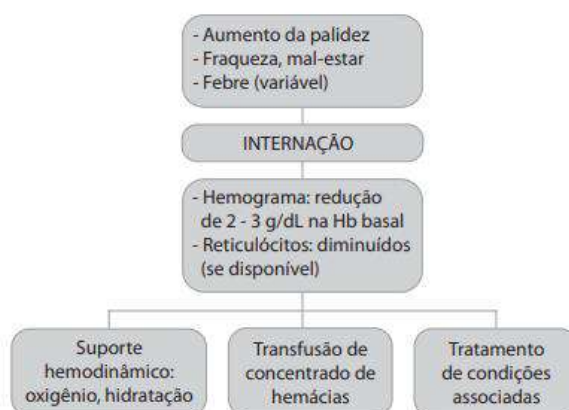 - Aumento da palidez
- Fraqueza, mal-estar
- Febre (variável)
INTERNAÇÃO
- Hemograma: redução
de 2 - 3 g/dL na Hb basal
- Reticulócitos: diminuídos
(se disponível)
Suporte
hemodinâmico:
oxigênio, hidratação
Transfusão de
concentrado de
hemácias
Tratamento
de condições
associadas